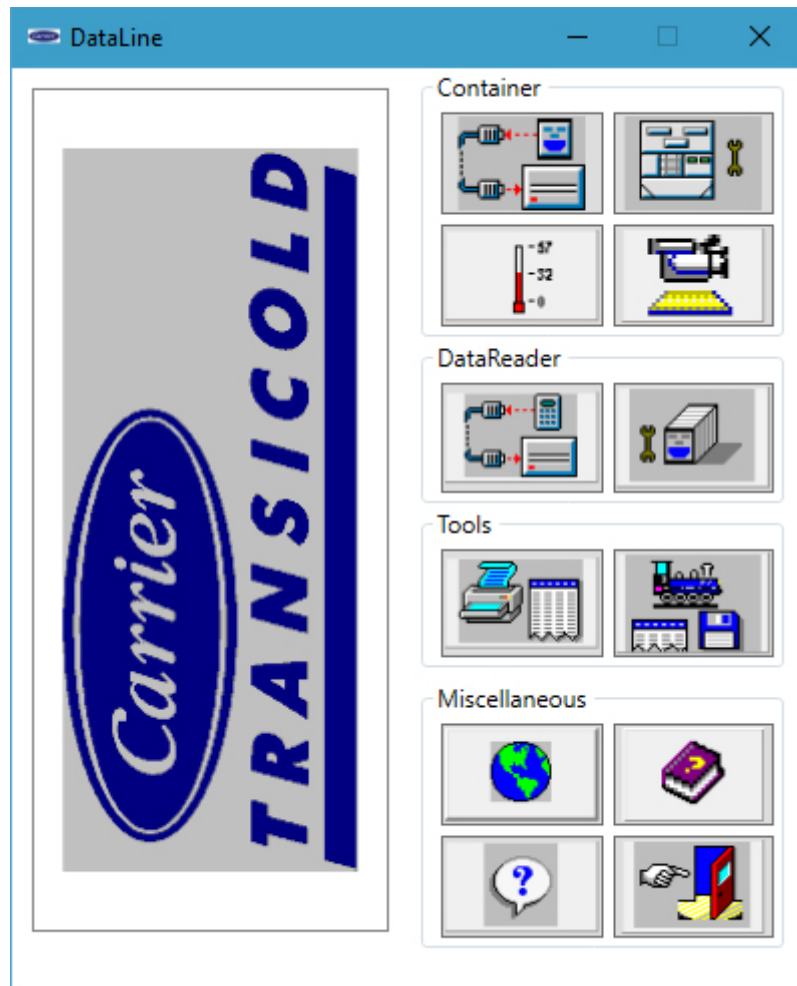 DataLine
Carrier
TRANSICOLD
Container
57
32
0
DataReader
Tools
Miscellaneous
?
?